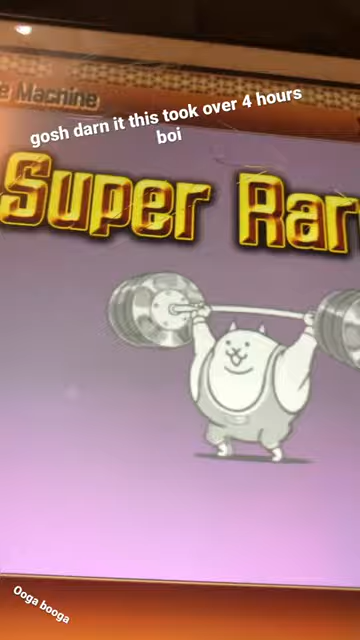 Machine
gosh darn it this took over 4 hours
boi
Super Rar
Ooga booga